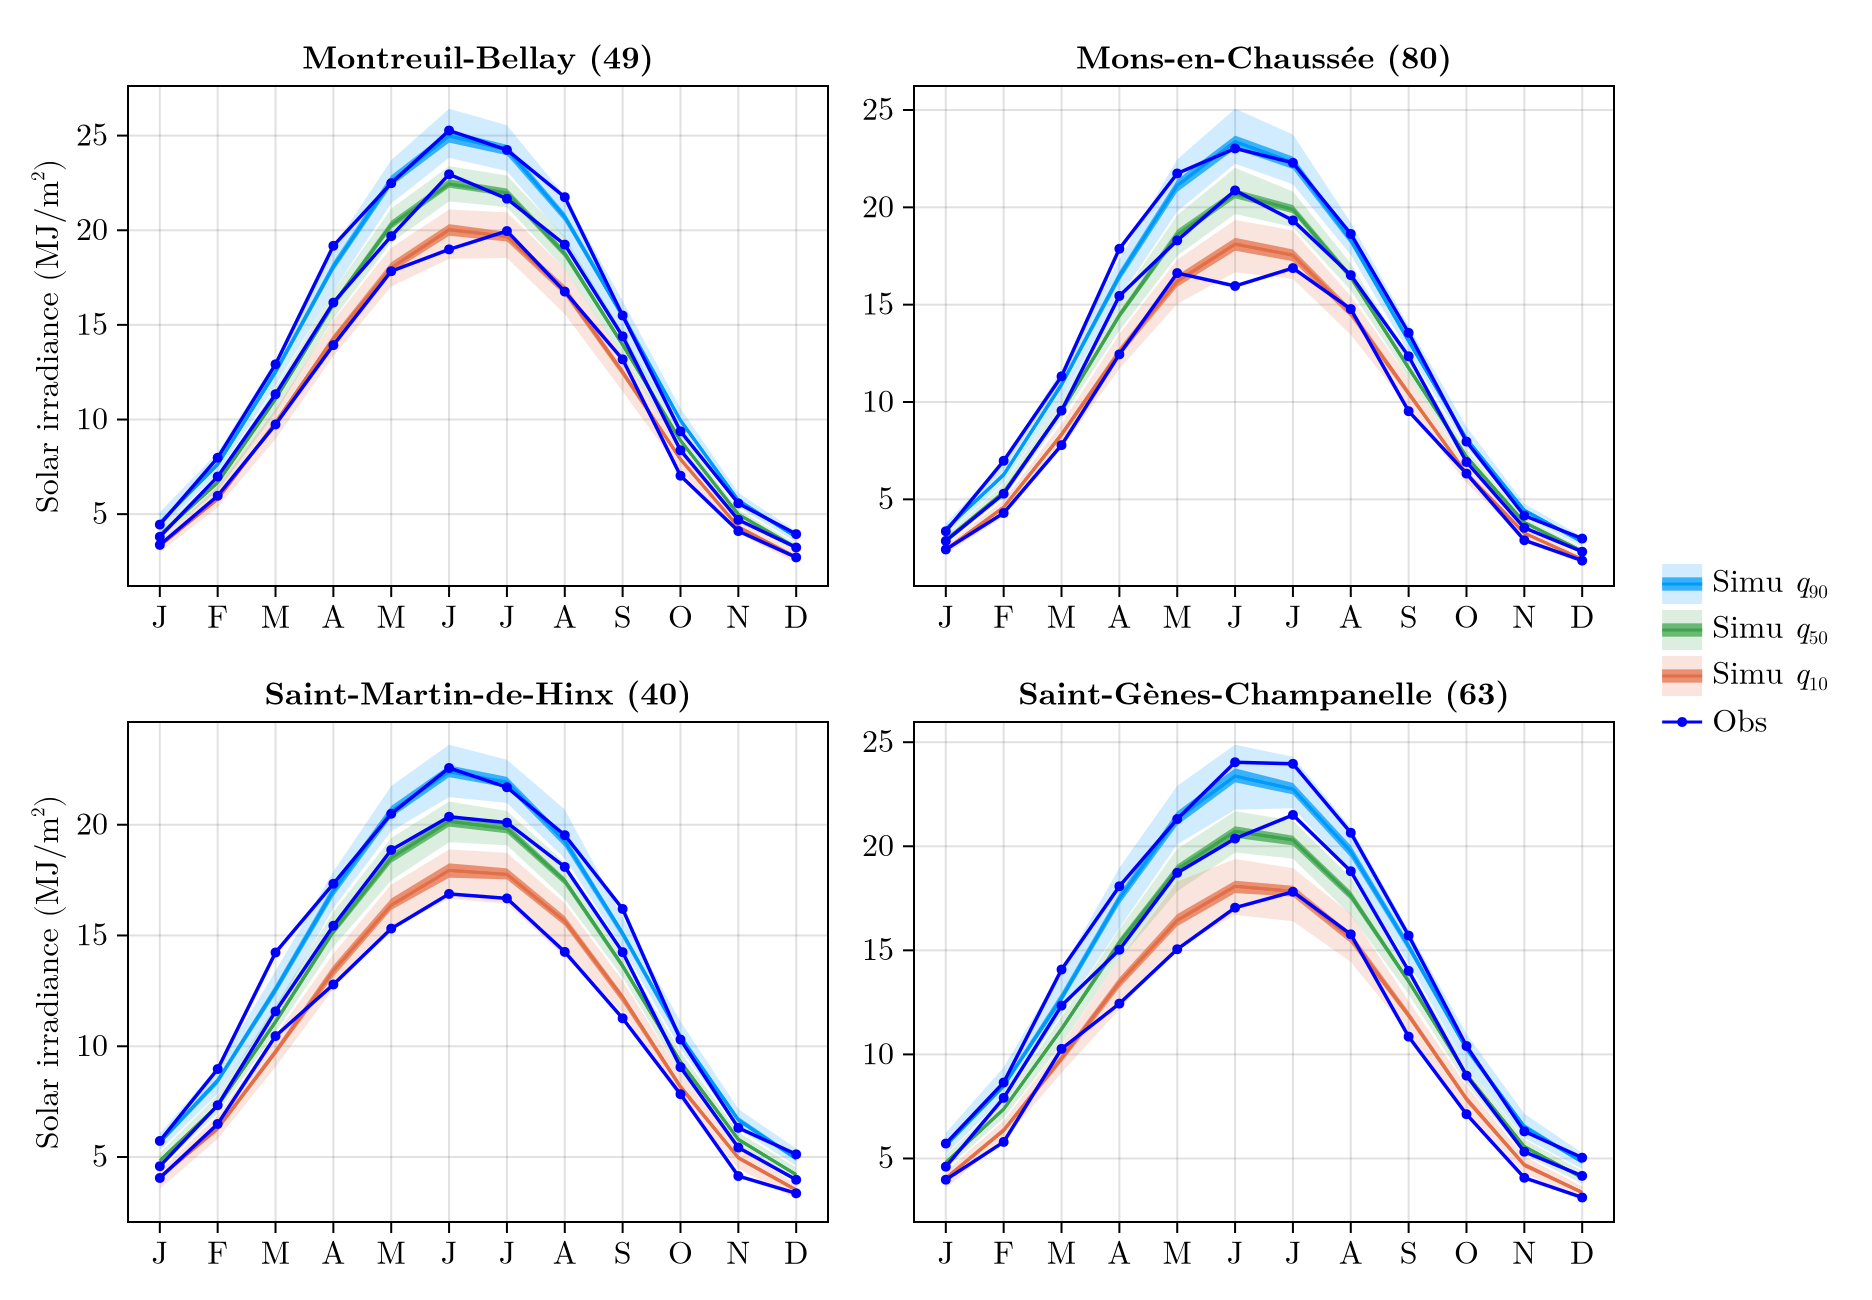 Montreuil-Bellay (49)
Solar irradiance (MJ/m²)
25
20
15
10
5
J F M A M J J A S O N D
Mons-en-Chaussée (80)
25
20
15
10
5
J F M A M J J A S O N D
Saint-Martin-de-Hinx (40)
Solar irradiance (MJ/m²)
20
15
10
5
J F M A M J J A S O N D
Saint-Gènes-Champanelle (63)
25
20
15
10
5
J F M A M J J A S O N D
Simu q₉₀
Simu q₅₀
Simu q₁₀
Obs